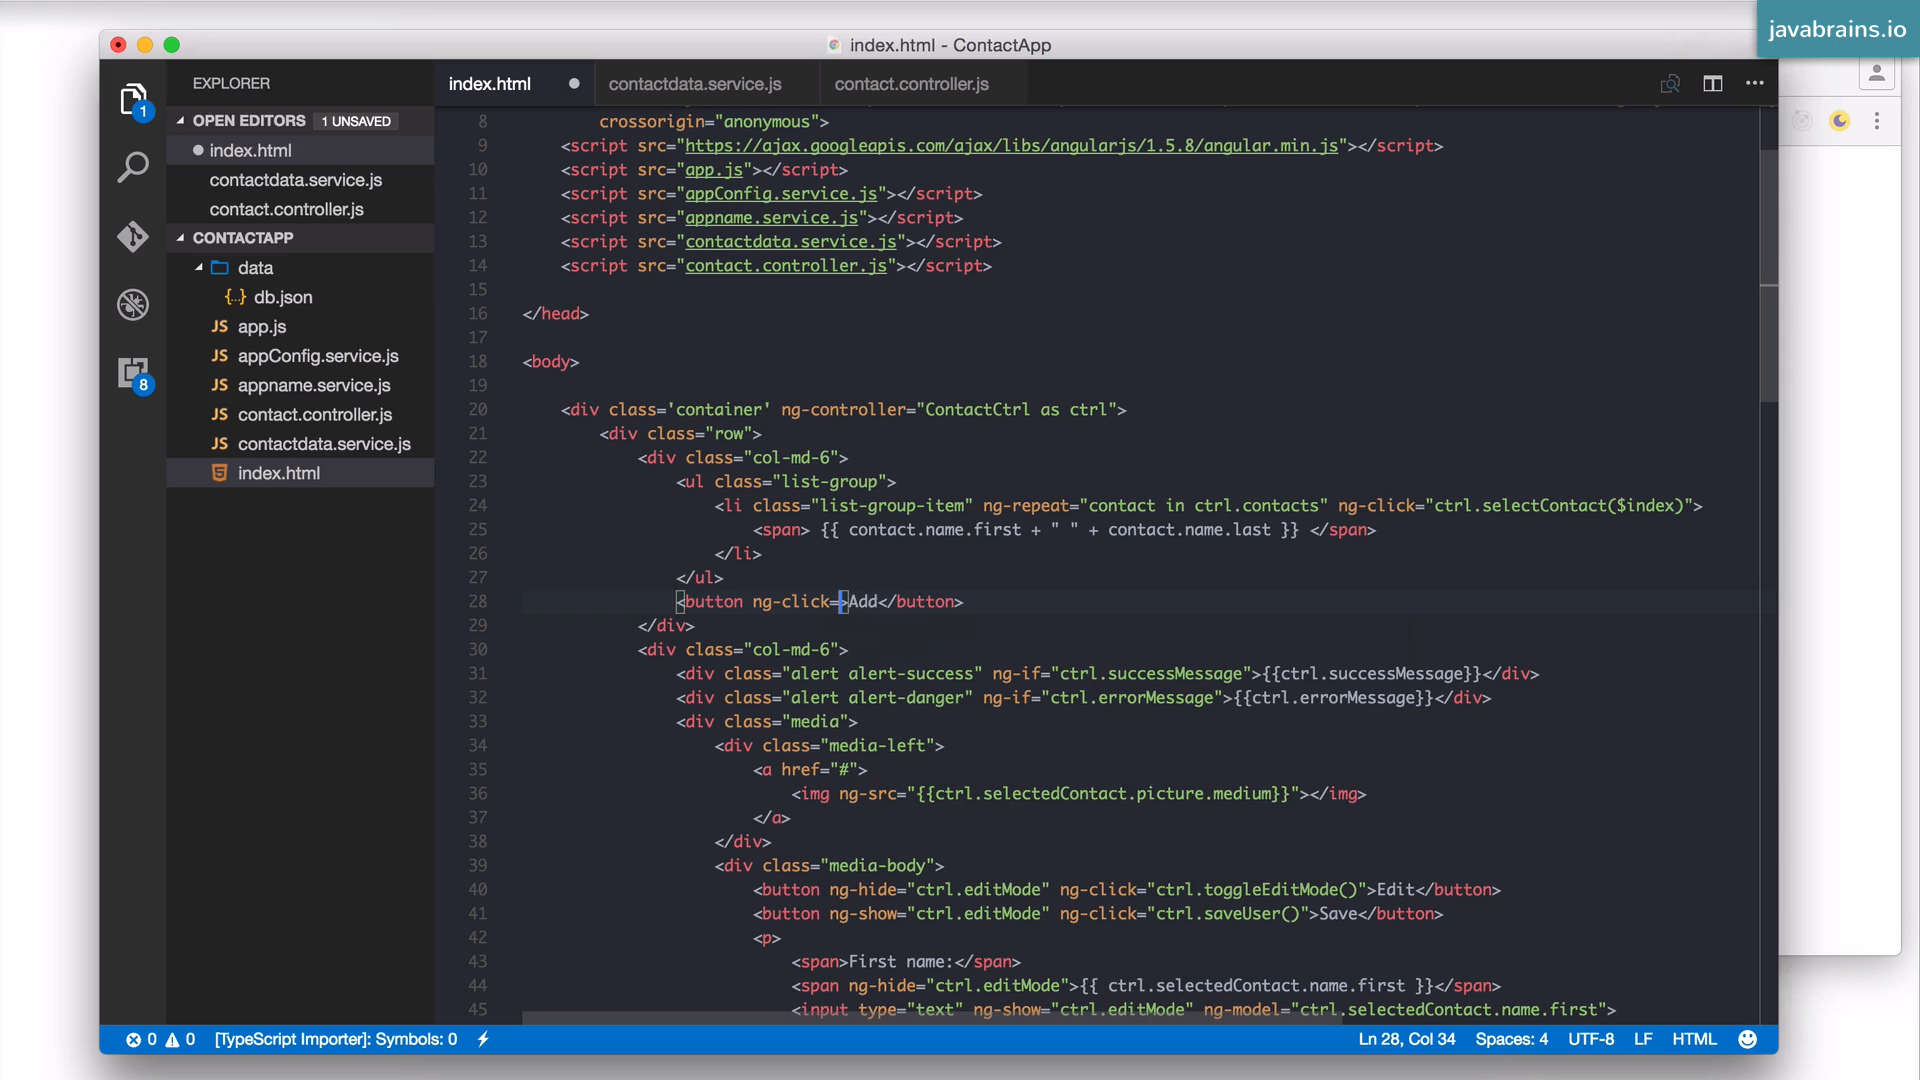 javabrains.io
index.html - ContactApp
EXPLORER
OPEN EDITORS 1 UNSAVED
index.html
contactdata.service.js
contact.controller.js
CONTACTAPP
data
{..} db.json
JS app.js
JS appConfig.service.js
JS appname.service.js
JS contact.controller.js
JS contactdata.service.js
index.html
1
8
index.html contactdata.service.js contact.controller.js
8 crossorigin="anonymous">
9 <script src="https://ajax.googleapis.com/ajax/libs/angularjs/1.5.8/angular.min.js"></script>
10 <script src="app.js"></script>
11 <script src="appConfig.service.js"></script>
12 <script src="appname.service.js"></script>
13 <script src="contactdata.service.js"></script>
14 <script src="contact.controller.js"></script>
15
16 </head>
17
18 <body>
19
20 <div class='container' ng-controller="ContactCtrl as ctrl">
21 <div class="row">
22 <div class="col-md-6">
23 <ul class="list-group">
24 <li class="list-group-item" ng-repeat="contact in ctrl.contacts" ng-click="ctrl.selectContact($index)">
25 <span> {{ contact.name.first + " " + contact.name.last }} </span>
26 </li>
27 </ul>
28 <button ng-click=>Add</button>
29 </div>
30 <div class="col-md-6">
31 <div class="alert alert-success" ng-if="ctrl.successMessage">{{ctrl.successMessage}}</div>
32 <div class="alert alert-danger" ng-if="ctrl.errorMessage">{{ctrl.errorMessage}}</div>
33 <div class="media">
34 <div class="media-left">
35 <a href="#">
36 <img ng-src="{{ctrl.selectedContact.picture.medium}}"></img>
37 </a>
38 </div>
39 <div class="media-body">
40 <button ng-hide="ctrl.editMode" ng-click="ctrl.toggleEditMode()">Edit</button>
41 <button ng-show="ctrl.editMode" ng-click="ctrl.saveUser()">Save</button>
42 <p>
43 <span>First name:</span>
44 <span ng-hide="ctrl.editMode">{{ ctrl.selectedContact.name.first }}</span>
45 <input type="text" ng-show="ctrl.editMode" ng-model="ctrl.selectedContact.name.first">
0 0 [TypeScript Importer]: Symbols: 0 Ln 28, Col 34 Spaces: 4 UTF-8 LF HTML